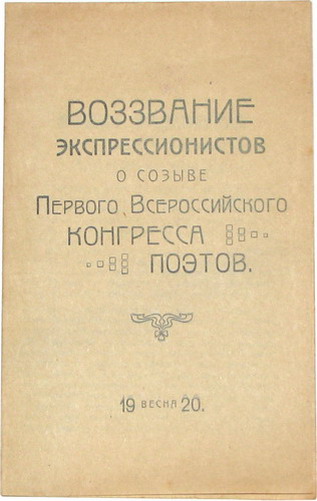 ВОЗЗВАНИЕ
ЭКСПРЕССИОНИСТОВ
О СОЗЫВЕ
ПЕРВОГО ВСЕРОССИЙСКОГО
КОНГРЕССА
ПОЭТОВ.
19 ВЕСНА 20.